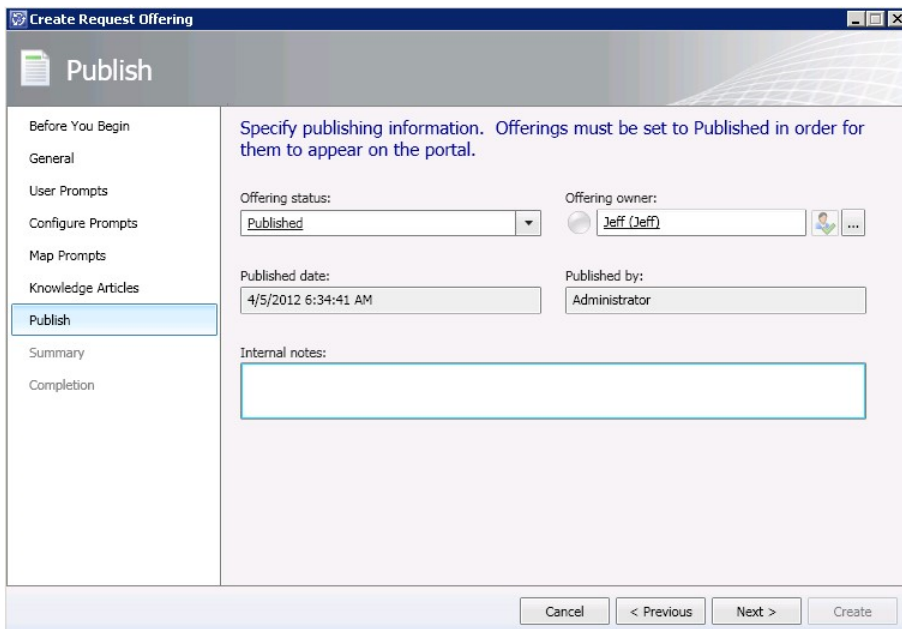 Create Request Offering
Publish
Before You Begin
General
User Prompts
Configure Prompts
Map Prompts
Knowledge Articles
Publish
Summary
Completion
Specify publishing information. Offerings must be set to Published in order for
them to appear on the portal.
Offering status:
Offering owner:
Published
Jeff (Jeff)
...
Published date:
Published by:
4/5/2012 6:34:41 AM
Administrator
Internal notes:
Cancel
< Previous
Next >
Create